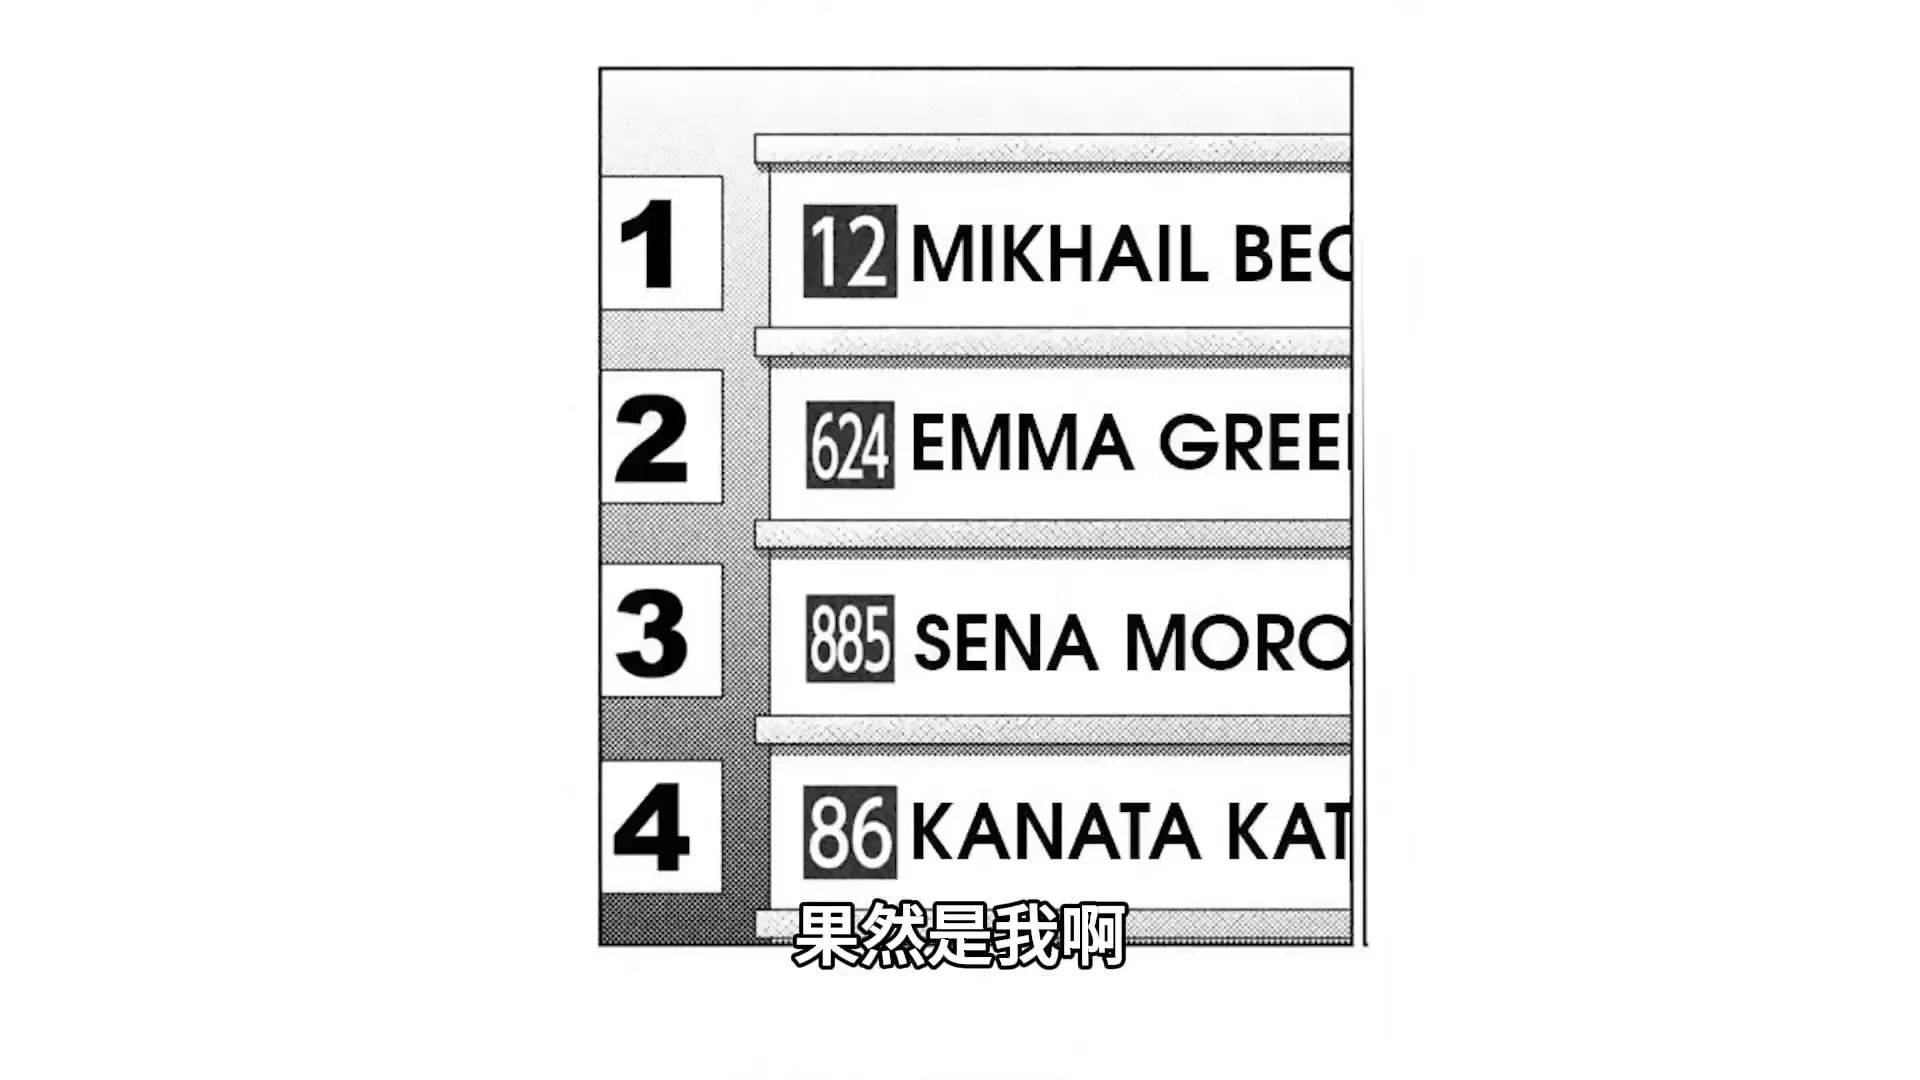 1 12 MIKHAIL BEC
2 624 EMMA GREE
3 885 SENA MORO
4 86 KANATA KAT
果然是我啊